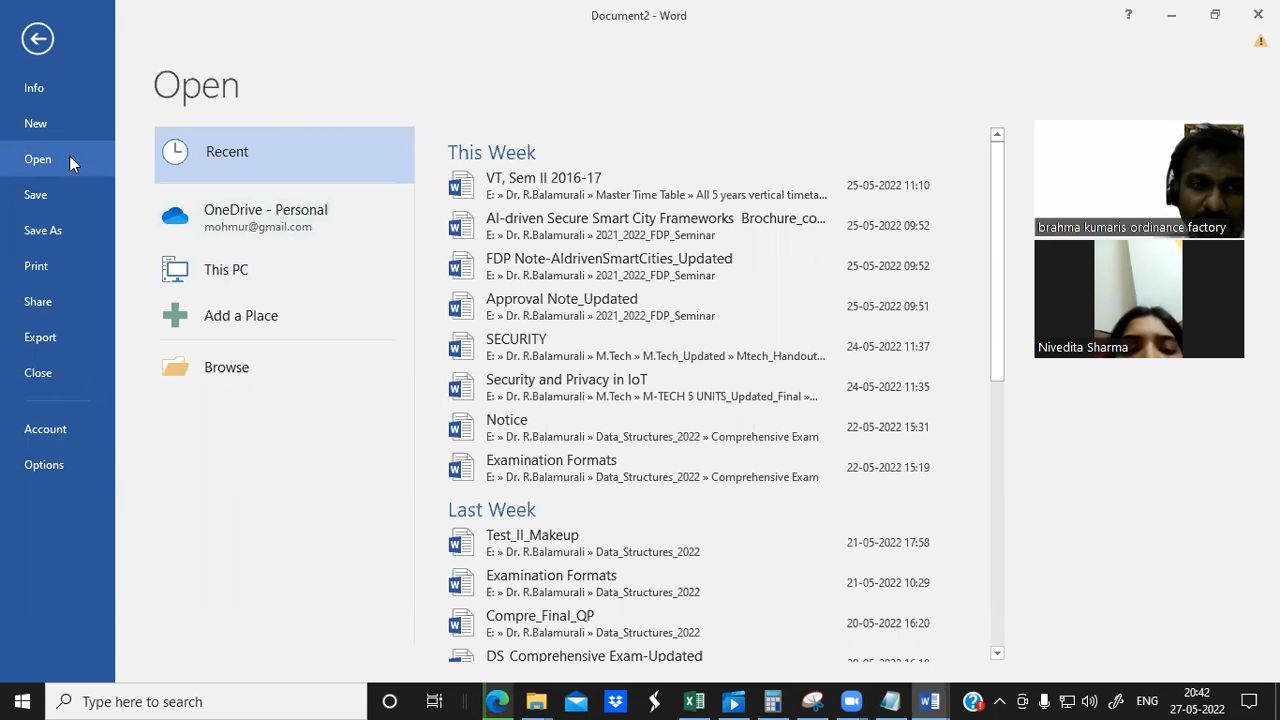 Document2 - Word
?
Info
New
Open
Save
Save As
Print
Share
Export
Close
Account
Options
Open
Recent
OneDrive - Personal
mohmur@gmail.com
This PC
Add a Place
Browse
This Week
VT, Sem II 2016-17
E: » Dr. R.Balamurali » Master Time Table » All 5 years vertical timeta...
25-05-2022 11:10
AI-driven Secure Smart City Frameworks Brochure_co...
E: » Dr. R.Balamurali » 2021_2022_FDP_Seminar
25-05-2022 09:52
FDP Note-AIdrivenSmartCities_Updated
E: » Dr. R.Balamurali » 2021_2022_FDP_Seminar
25-05-2022 09:52
Approval Note_Updated
E: » Dr. R.Balamurali » 2021_2022_FDP_Seminar
25-05-2022 09:51
SECURITY
E: » Dr. R.Balamurali » M.Tech » M.Tech_Updated » Mtech_Handout...
24-05-2022 11:37
Security and Privacy in IoT
E: » Dr. R.Balamurali » M.Tech » M-TECH 5 UNITS_Updated_Final »...
24-05-2022 11:35
Notice
E: » Dr. R.Balamurali » Data_Structures_2022 » Comprehensive Exam
22-05-2022 15:31
Examination Formats
E: » Dr. R.Balamurali » Data_Structures_2022 » Comprehensive Exam
22-05-2022 15:19
Last Week
Test_II_Makeup
E: » Dr. R.Balamurali » Data_Structures_2022
21-05-2022 17:58
Examination Formats
E: » Dr. R.Balamurali » Data_Structures_2022
21-05-2022 10:29
Compre_Final_QP
E: » Dr. R.Balamurali » Data_Structures_2022
20-05-2022 16:20
DS Comprehensive Exam-Updated
brahma kumaris ordinance factory
Nivedita Sharma
Type here to search
ENG
20:42
27-05-2022